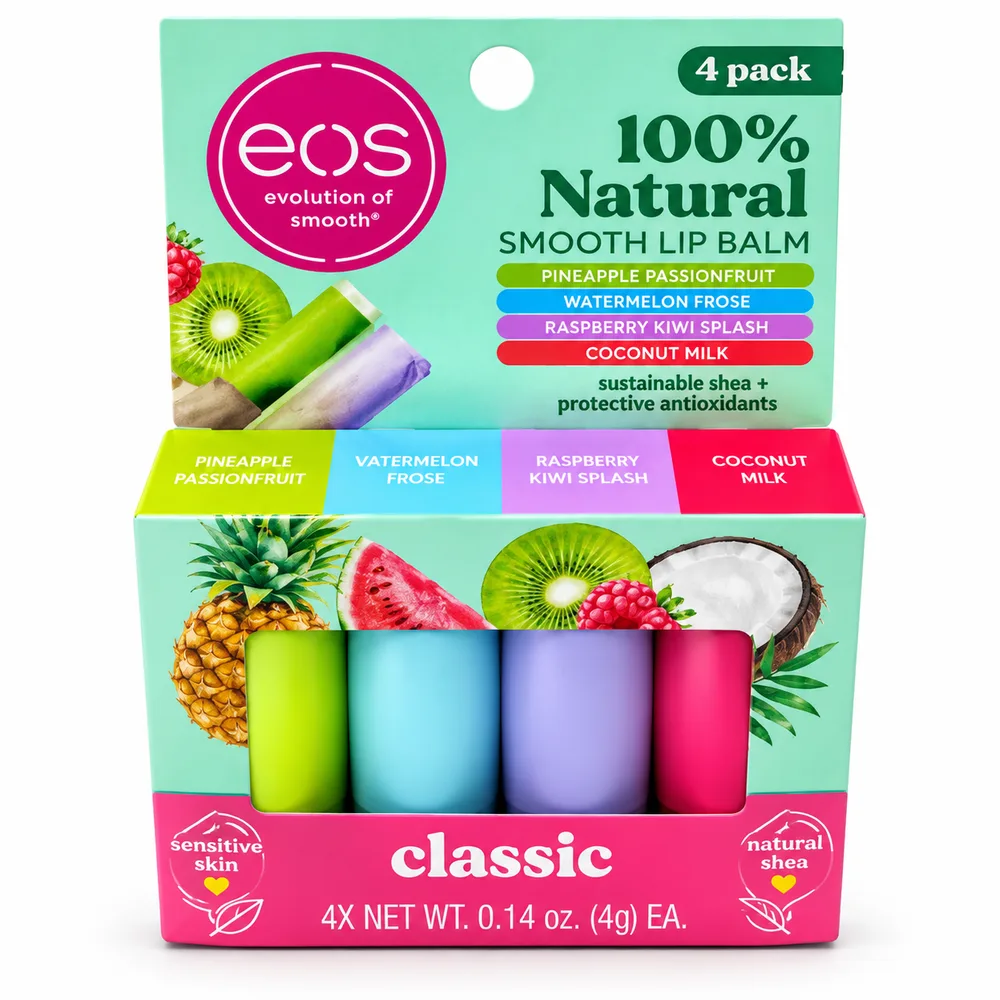 4 pack
eos
evolution of
smooth®
100%
Natural
SMOOTH LIP BALM
PINEAPPLE PASSIONFRUIT
WATERMELON FROSE
RASPBERRY KIWI SPLASH
COCONUT MILK
sustainable shea +
protective antioxidants
PINEAPPLE
PASSIONFRUIT
VATERMELON
FROSE
RASPBERRY
KIWI SPLASH
COCONUT
MILK
sensitive
skin
classic
natural
shea
4X NET WT. 0.14 oz. (4g) EA.